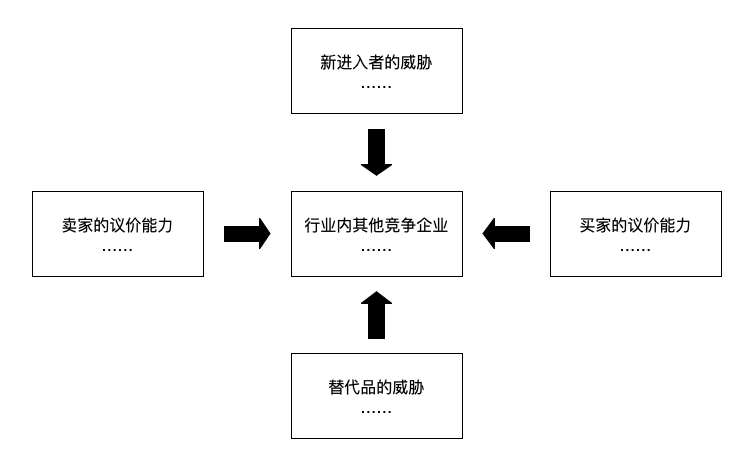 新进入者的威胁
……
卖家的议价能力
……
行业内其他竞争企业
……
买家的议价能力
……
替代品的威胁
……